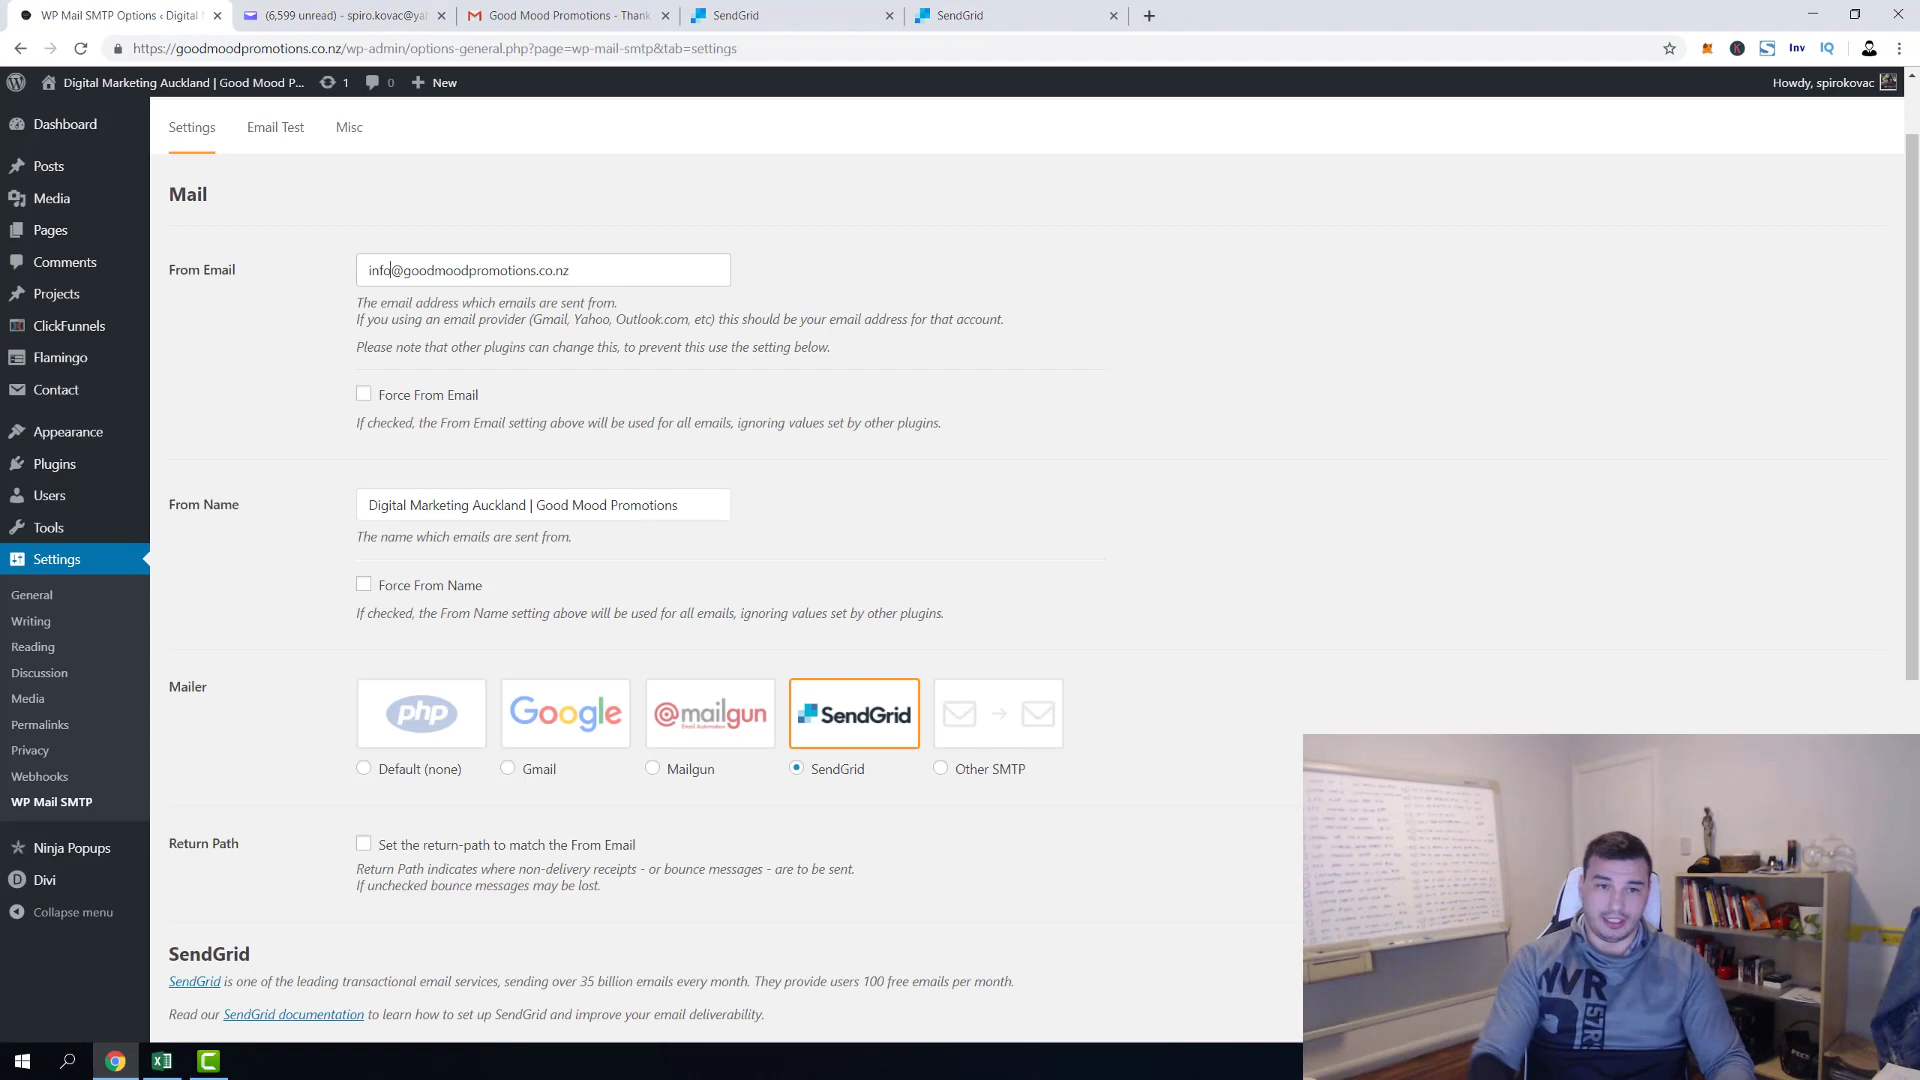 WP Mail SMTP Options ‹ Digital M
(6,599 unread) - spiro.kovac@ya
Good Mood Promotions - Thank
SendGrid
SendGrid
https://goodmoodpromotions.co.nz/wp-admin/options-general.php?page=wp-mail-smtp&tab=settings
Inv
IQ
Digital Marketing Auckland | Good Mood P...
1
0
New
Howdy, spirokovac
Dashboard
Posts
Media
Pages
Comments
Projects
ClickFunnels
Flamingo
Contact
Appearance
Plugins
Users
Tools
Settings
General
Writing
Reading
Discussion
Media
Permalinks
Privacy
Webhooks
WP Mail SMTP
Ninja Popups
Divi
Collapse menu
Settings
Email Test
Misc
Mail
From Email
info@goodmoodpromotions.co.nz
The email address which emails are sent from.
If you using an email provider (Gmail, Yahoo, Outlook.com, etc) this should be your email address for that account.
Please note that other plugins can change this, to prevent this use the setting below.
Force From Email
If checked, the From Email setting above will be used for all emails, ignoring values set by other plugins.
From Name
Digital Marketing Auckland | Good Mood Promotions
The name which emails are sent from.
Force From Name
If checked, the From Name setting above will be used for all emails, ignoring values set by other plugins.
Mailer
php
Google
@mailgun
Email Automation
SendGrid
Default (none)
Gmail
Mailgun
SendGrid
Other SMTP
Return Path
Set the return-path to match the From Email
Return Path indicates where non-delivery receipts - or bounce messages - are to be sent.
If unchecked bounce messages may be lost.
SendGrid
SendGrid is one of the leading transactional email services, sending over 35 billion emails every month. They provide users 100 free emails per month.
Read our SendGrid documentation to learn how to set up SendGrid and improve your email deliverability.